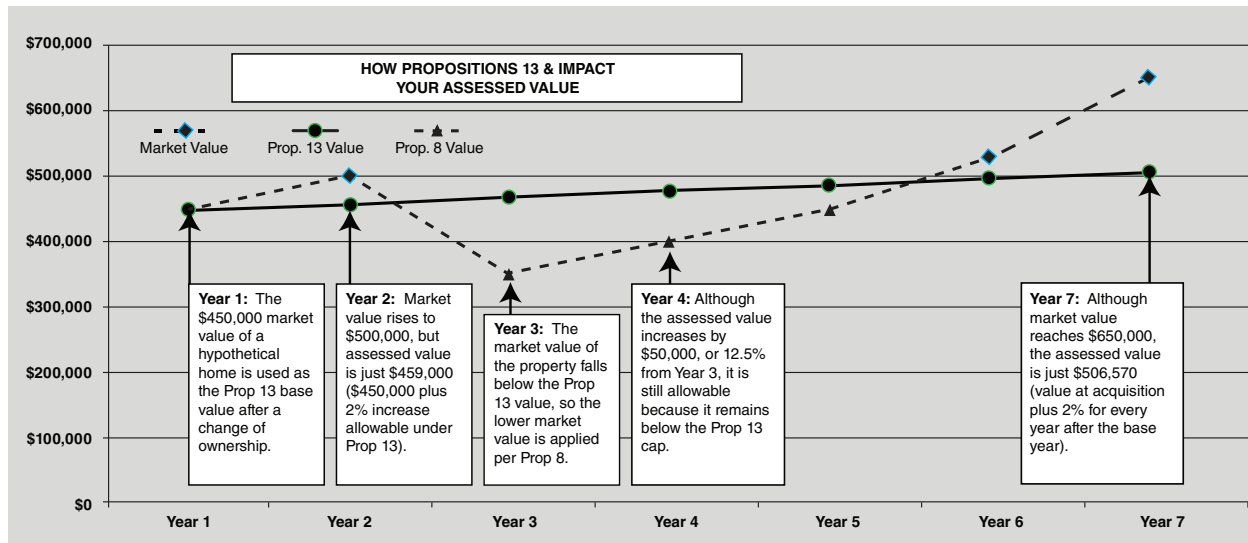 $700,000
$600,000
$500,000
$400,000
$300,000
$200,000
$100,000
$0
HOW PROPOSITIONS 13 & IMPACT
YOUR ASSESSED VALUE
Market Value
Prop. 13 Value
Prop. 8 Value
Year 1: The
$450,000 market
value of a
hypothetical
home is used as
the Prop 13 base
value after a
change of
ownership.
Year 2: Market
value rises to
$500,000, but
assessed value
is just $459,000
($450,000 plus
2% increase
allowable under
Prop 13).
Year 3: The
market value of
the property falls
below the Prop
13 value, so the
lower market
value is applied
per Prop 8.
Year 4: Although
the assessed value
increases by
$50,000, or 12.5%
from Year 3, it is
still allowable
because it remains
below the Prop 13
cap.
Year 7: Although
market value
reaches $650,000,
the assessed value
is just $506,570
(value at acquisition
plus 2% for every
year after the base
year).
Year 1
Year 2
Year 3
Year 4
Year 5
Year 6
Year 7